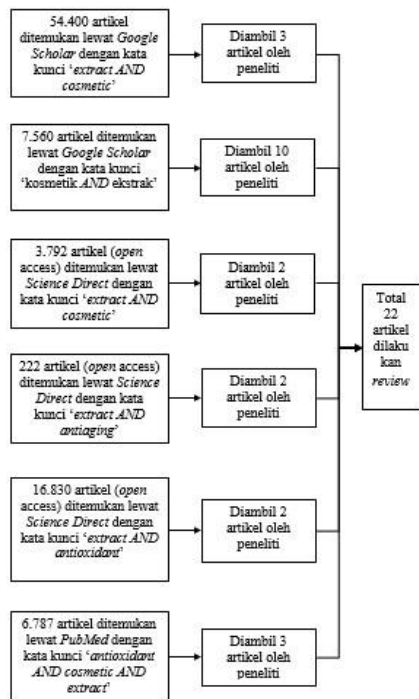 54.400 artikel
ditemukan lewat Google
Scholar dengan kata
kunci ‘extract AND
cosmetic’
Diambil 3
artikel oleh
peneliti
7.560 artikel ditemukan
lewat Google Scholar
dengan kata kunci
‘kosmetik AND ekstrak’
Diambil 10
artikel oleh
peneliti
3.792 artikel (open
access) ditemukan lewat
Science Direct dengan
kata kunci ‘extract AND
cosmetic’
Diambil 2
artikel oleh
peneliti
222 artikel (open access)
ditemukan lewat Science
Direct dengan kata
kunci ‘extract AND
antiaging’
Diambil 2
artikel oleh
peneliti
16.830 artikel (open
access) ditemukan lewat
Science Direct dengan
kata kunci ‘extract AND
antioxidant’
Diambil 2
artikel oleh
peneliti
6.787 artikel ditemukan
lewat PubMed dengan
kata kunci ‘antioxidant
AND cosmetic AND
extract’
Diambil 3
artikel oleh
peneliti
Total
22
artikel
dilaku
kan
review